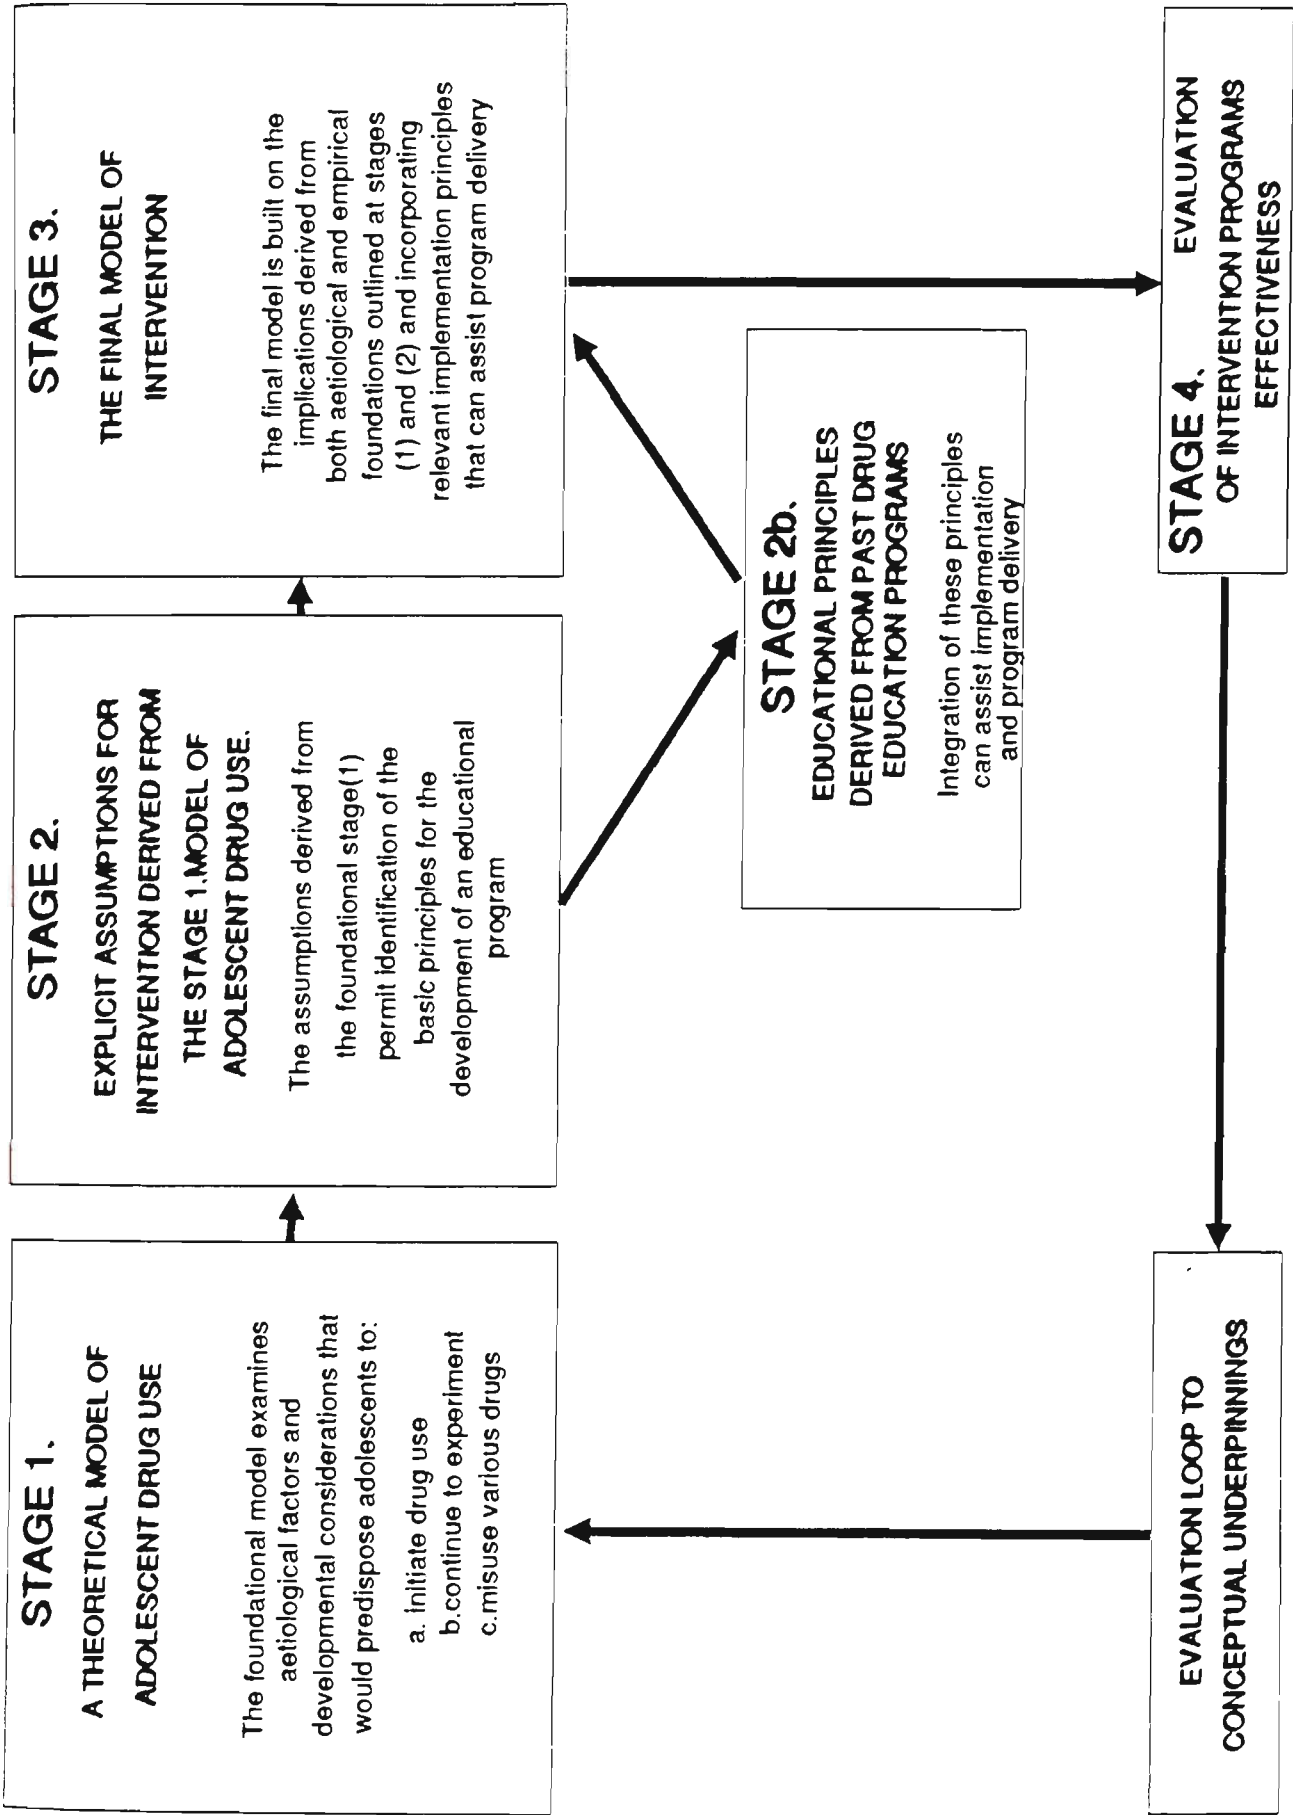 STAGE 1.
A THEORETICAL MODEL OF
ADOLESCENT DRUG USE
The foundational model examines
aetiological factors and
developmental considerations that
would predispose adolescents to:
a. initiate drug use
b.continue to experiment
c.misuse various drugs
STAGE 2.
EXPLICIT ASSUMPTIONS FOR
INTERVENTION DERIVED FROM
THE STAGE 1.MODEL OF
ADOLESCENT DRUG USE.
The assumptions derived from
the foundational stage(1)
permit identification of the
basic principles for the
development of an educational
program
STAGE 3.
THE FINAL MODEL OF
INTERVENTION
The final model is built on the
implications derived from
both aetiological and empirical
foundations outlined at stages
(1) and (2) and incorporating
relevant implementation principles
that can assist program delivery
STAGE 2b.
EDUCATIONAL PRINCIPLES
DERIVED FROM PAST DRUG
EDUCATION PROGRAMS
Integration of these principles
can assist implementation
and program delivery
STAGE 4. EVALUATION
OF INTERVENTION PROGRAMS
EFFECTIVENESS
EVALUATION LOOP TO
CONCEPTUAL UNDERPINNINGS